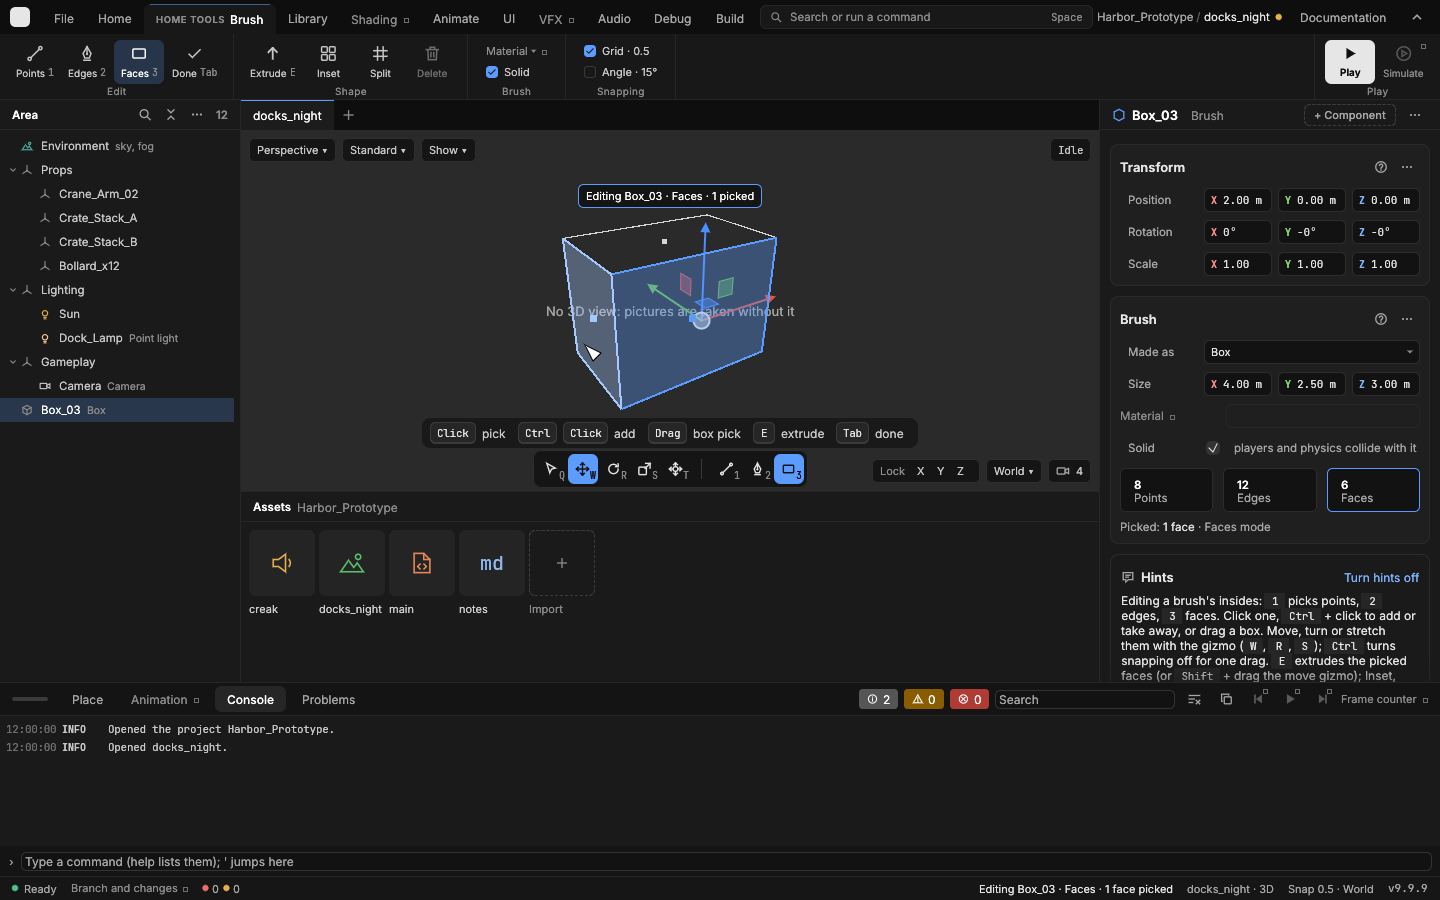 File Home HOME TOOLS Brush Library Shading Animate UI VFX Audio Debug Build Search or run a command Space Harbor_Prototype / docks_night Documentation
Points 1 Edges 2 Faces 3 Done Tab Extrude E Inset Split Delete Material Solid Grid · 0.5 Angle · 15° Play Simulate
Edit Shape Brush Snapping Play
Area 12
Environment sky, fog
Props
Crane_Arm_02
Crate_Stack_A
Crate_Stack_B
Bollard_x12
Lighting
Sun
Dock_Lamp Point light
Gameplay
Camera Camera
Box_03 Box
docks_night
Perspective Standard Show Idle
Editing Box_03 · Faces · 1 picked
No 3D view: pictures are taken without it
Click pick Ctrl Click add Drag box pick E extrude Tab done
Q W R S T 1 2 3 Lock X Y Z World 4
Assets Harbor_Prototype
md
creak docks_night main notes Import
Box_03 Brush + Component
Transform
Position X 2.00 m Y 0.00 m Z 0.00 m
Rotation X 0° Y -0° Z -0°
Scale X 1.00 Y 1.00 Z 1.00
Brush
Made as Box
Size X 4.00 m Y 2.50 m Z 3.00 m
Material
Solid players and physics collide with it
8 Points 12 Edges 6 Faces
Picked: 1 face · Faces mode
Hints Turn hints off
Editing a brush's insides: 1 picks points, 2
edges, 3 faces. Click one, Ctrl + click to add or
take away, or drag a box. Move, turn or stretch
them with the gizmo ( W , R , S ); Ctrl turns
snapping off for one drag. E extrudes the picked
faces (or Shift + drag the move gizmo); Inset,
Place Animation Console Problems 2 0 0 Search Frame counter
12:00:00 INFO Opened the project Harbor_Prototype.
12:00:00 INFO Opened docks_night.
› Type a command (help lists them); ' jumps here
Ready Branch and changes 0 0 Editing Box_03 · Faces · 1 face picked docks_night · 3D Snap 0.5 · World v9.9.9